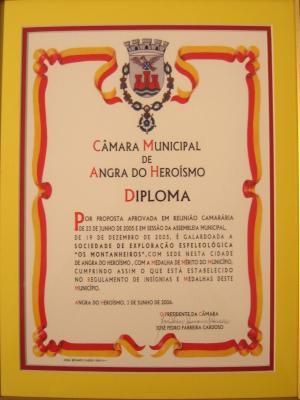 CÂMARA MUNICIPAL
DE
ANGRA DO HEROÍSMO
DIPLOMA
POR PROPOSTA APROVADA EM REUNIÃO CAMARÁRIA
DE 23 DE JUNHO DE 2005 E EM SESSÃO DA ASSEMBLEIA MUNICIPAL,
DE 19 DE DEZEMBRO DE 2005, É GALARDOADA A
SOCIEDADE DE EXPLORAÇÃO ESPELEOLÓGICA
"OS MONTANHEIROS", COM SEDE NESTA CIDADE
DE ANGRA DO HEROÍSMO, COM A MEDALHA DE MÉRITO DO MUNICÍPIO,
CUMPRINDO ASSIM O QUE ESTÁ ESTABELECIDO
NO REGULAMENTO DE INSÍGNIAS E MEDALHAS DESTE
MUNICÍPIO.
ANGRA DO HEROÍSMO, 2 DE JUNHO DE 2006.
O PRESIDENTE DA CÂMARA
JOSÉ PEDRO PARREIRA CARDOSO